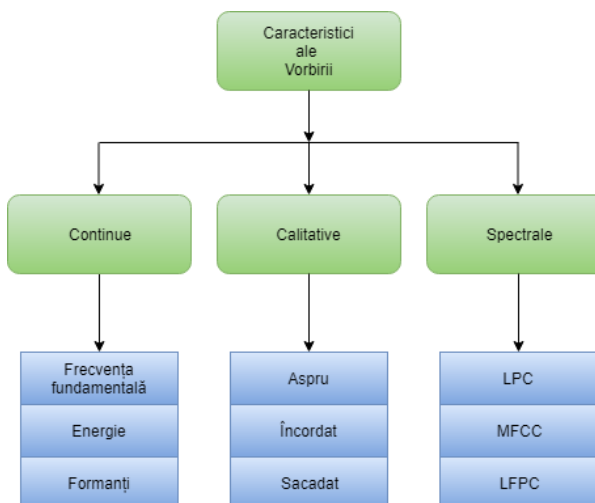 Caracteristici
ale
Vorbirii
Continue
Calitative
Spectrale
Frecvența
fundamentală
Energie
Formanți
Aspru
Încordat
Sacadat
LPC
MFCC
LFPC